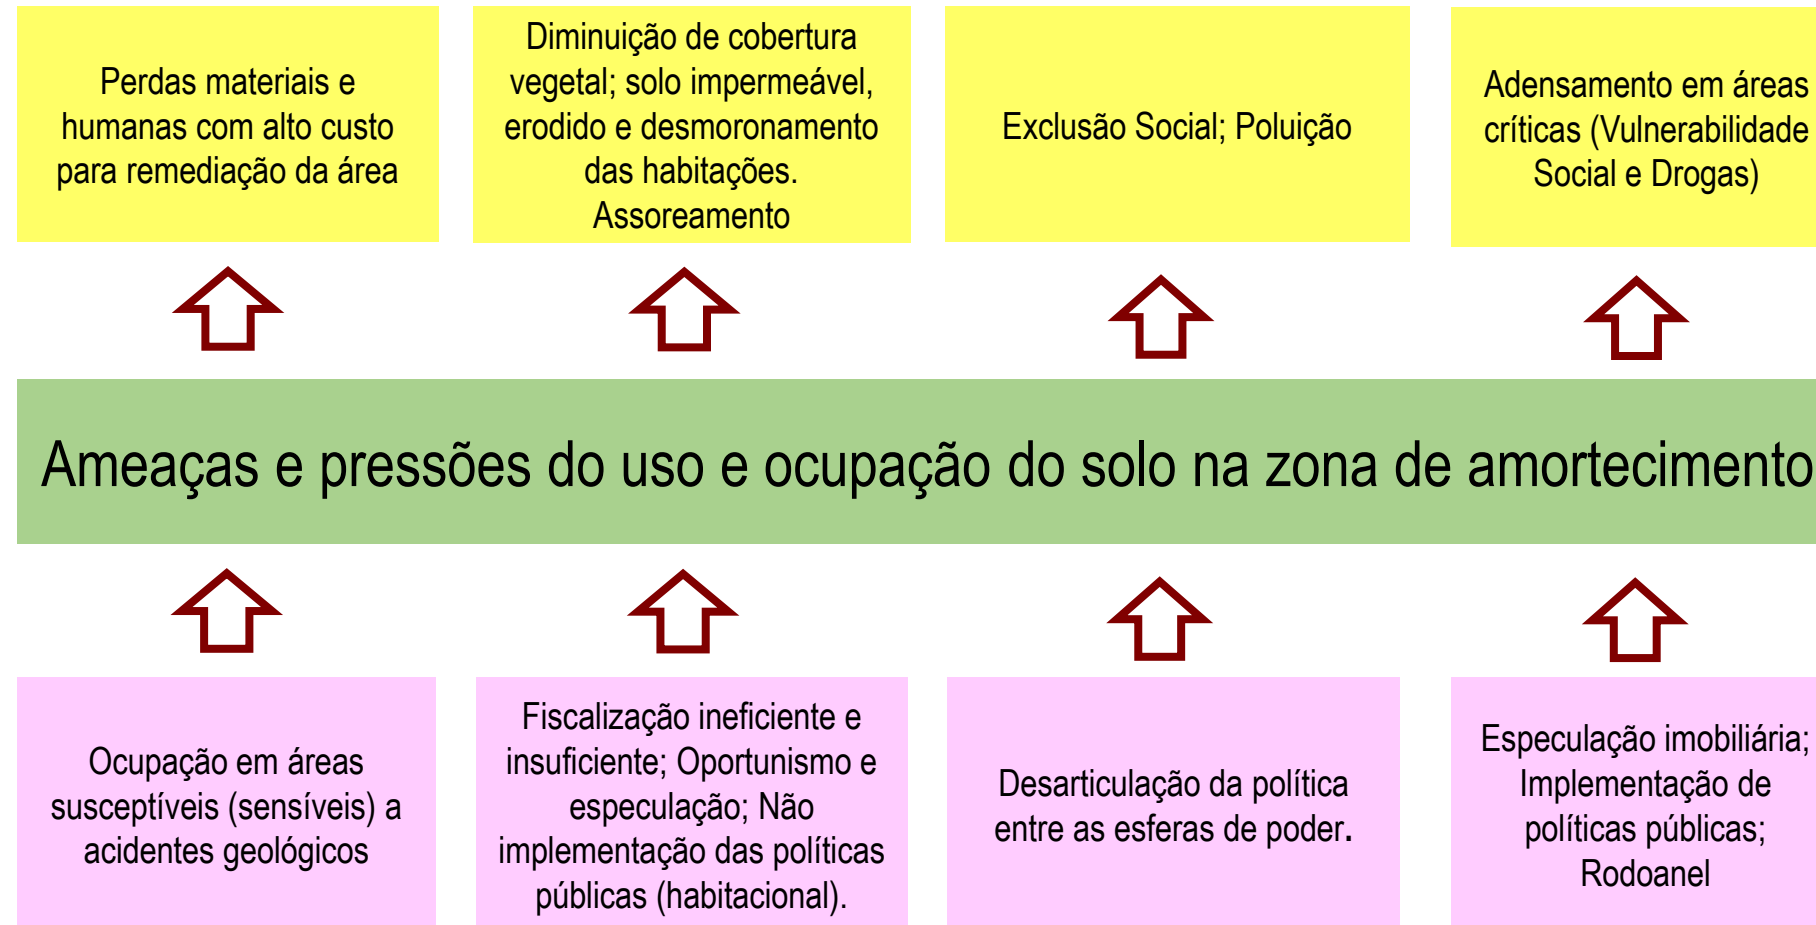 Perdas materiais e
humanas com alto custo
para remediação da área
Diminuição de cobertura
vegetal; solo impermeável,
erodido e desmoronamento
das habitações.
Assoreamento
Exclusão Social; Poluição
Adensamento em áreas
críticas (Vulnerabilidade
Social e Drogas)
Ameaças e pressões do uso e ocupação do solo na zona de amortecimento
Ocupação em áreas
susceptíveis (sensíveis) a
acidentes geológicos
Fiscalização ineficiente e
insuficiente; Oportunismo e
especulação; Não
implementação das políticas
públicas (habitacional).
Desarticulação da política
entre as esferas de poder.
Especulação imobiliária;
Implementação de
políticas públicas;
Rodoanel